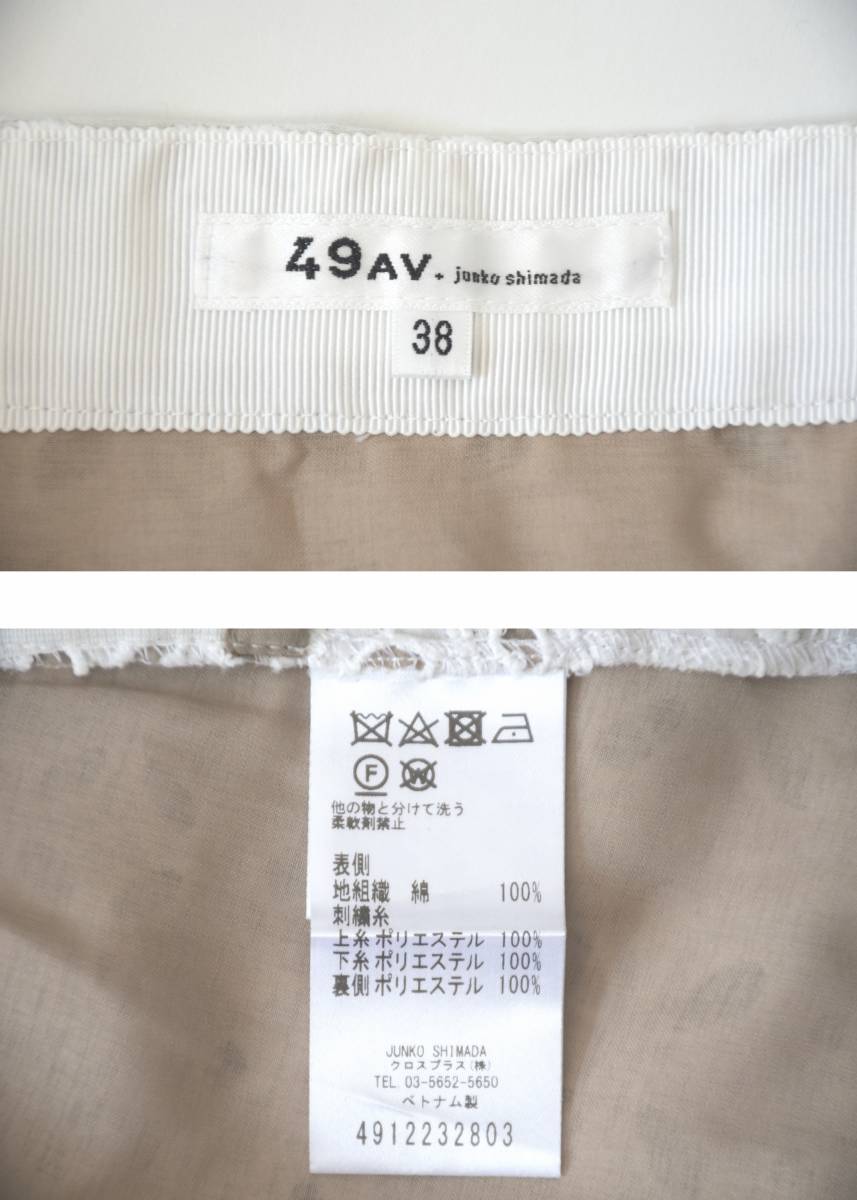 49AV. junko shimada
38
F W
他の物と分けて洗う
柔軟剤禁止
表側
地組織 綿 100%
刺繍糸
上糸 ポリエステル 100%
下糸 ポリエステル 100%
裏側 ポリエステル 100%
JUNKO SHIMADA
クロスプラス(株)
TEL. 03-5652-5650
ベトナム製
4912232803